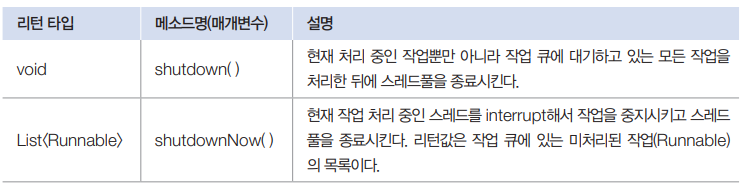 리턴 타입 메소드명(매개변수) 설명
void shutdown( ) 현재 처리 중인 작업뿐만 아니라 작업 큐에 대기하고 있는 모든 작업을
처리한 뒤에 스레드풀을 종료시킨다.
List〈Runnable〉 shutdownNow( ) 현재 작업 처리 중인 스레드를 interrupt해서 작업을 중지시키고 스레드
풀을 종료시킨다. 리턴값은 작업 큐에 있는 미처리된 작업(Runnable)
의 목록이다.